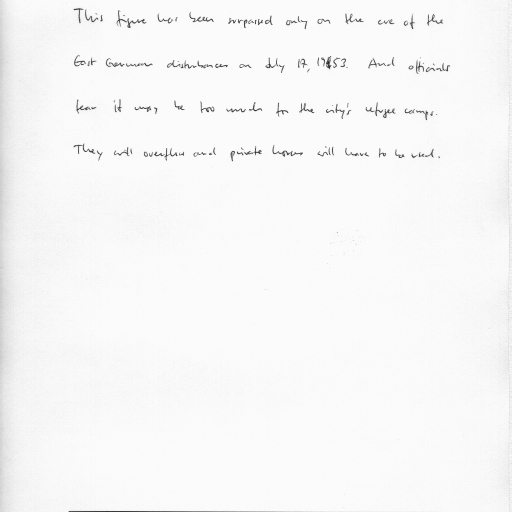 This figure has been surpassed only on the eve of the
East German disturbances on July 17, 1953. And officials
fear it may be too much for the city's refugee camps.
They will overflow and private houses will have to be used.